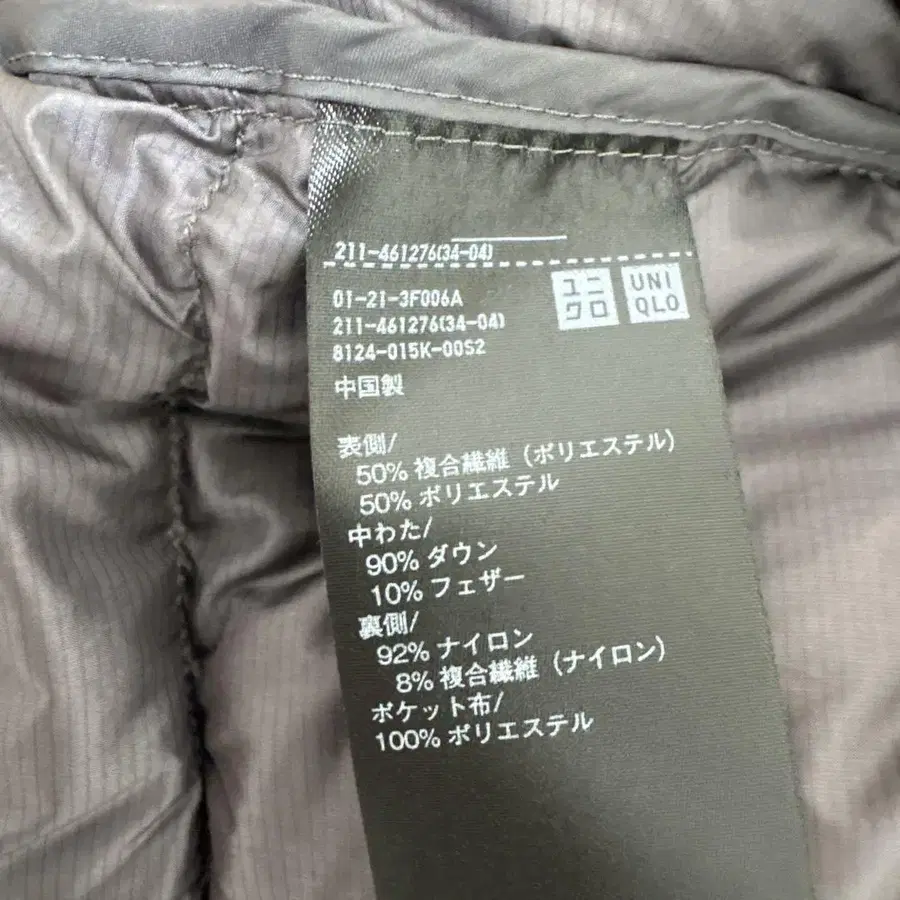 211-461276(34-04)
01-21-3F006A
211-461276(34-04)
8124-015K-00S2
ユニ
クロ
UNI
QLO
中国製
表側/
50% 複合繊維 (ポリエステル)
50% ポリエステル
中わた/
90% ダウン
10% フェザー
裏側/
92% ナイロン
8% 複合繊維 (ナイロン)
ポケット布/
100% ポリエステル